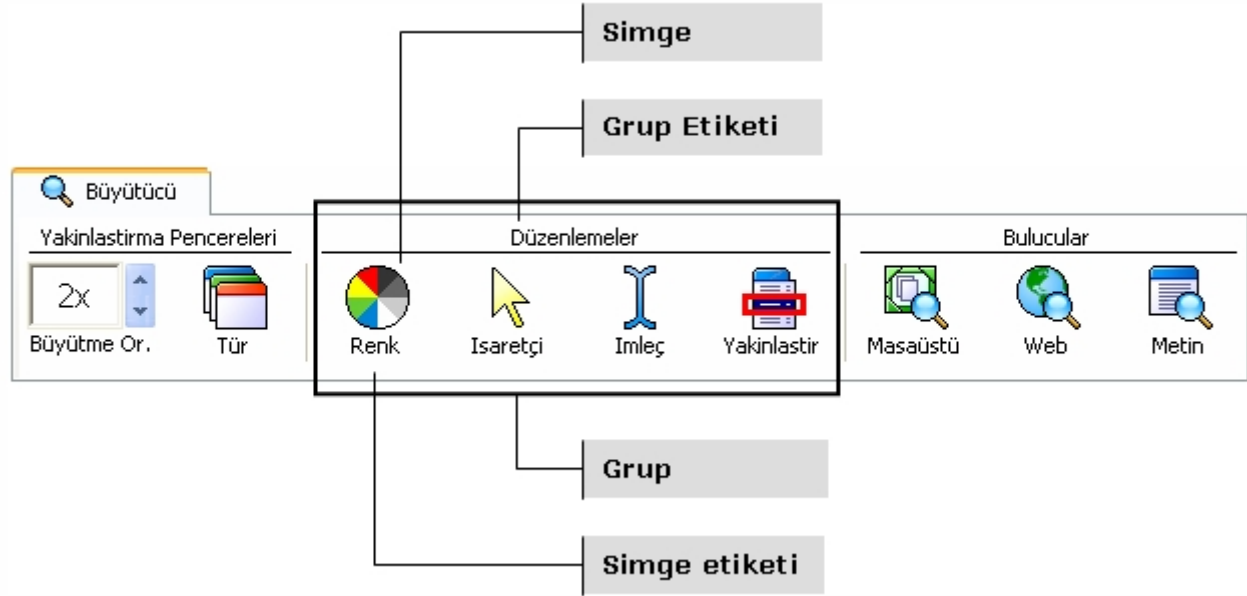 Simge
Grup Etiketi
Büyütücü
Yakinlastirma Pencereleri
Düzenlemeler
Bulucular
2x
Büyütme Or.
Tür
Renk
Isaretçi
Imleç
Yakinlastir
Masaüstü
Web
Metin
Grup
Simge etiketi